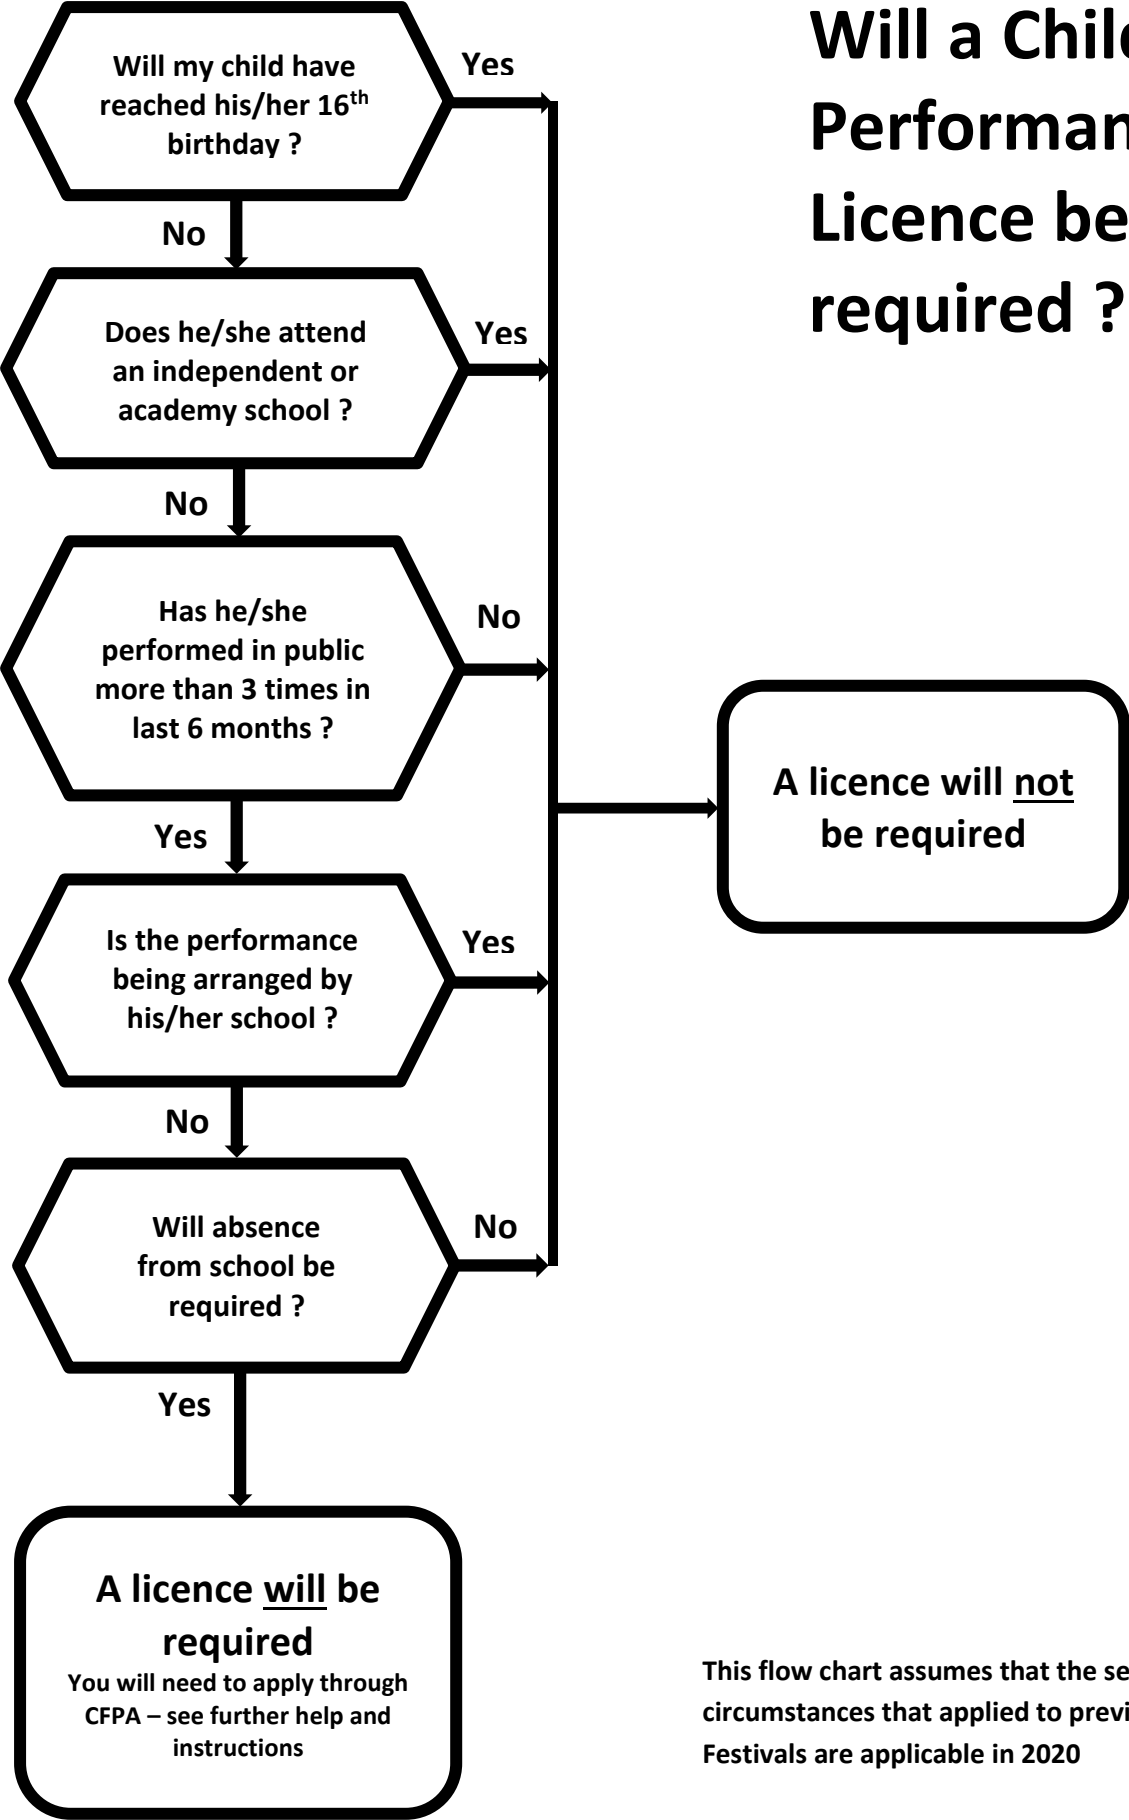 Will a Chil
Performan
Licence be
required ?
Will my child have
reached his/her 16th
birthday ?
Yes
No
Does he/she attend
an independent or
academy school ?
Yes
No
Has he/she
performed in public
more than 3 times in
last 6 months ?
No
Yes
A licence will not
be required
Is the performance
being arranged by
his/her school ?
Yes
No
Will absence
from school be
required ?
No
Yes
A licence will be
required
You will need to apply through
CFPA – see further help and
instructions
This flow chart assumes that the se
circumstances that applied to previ
Festivals are applicable in 2020